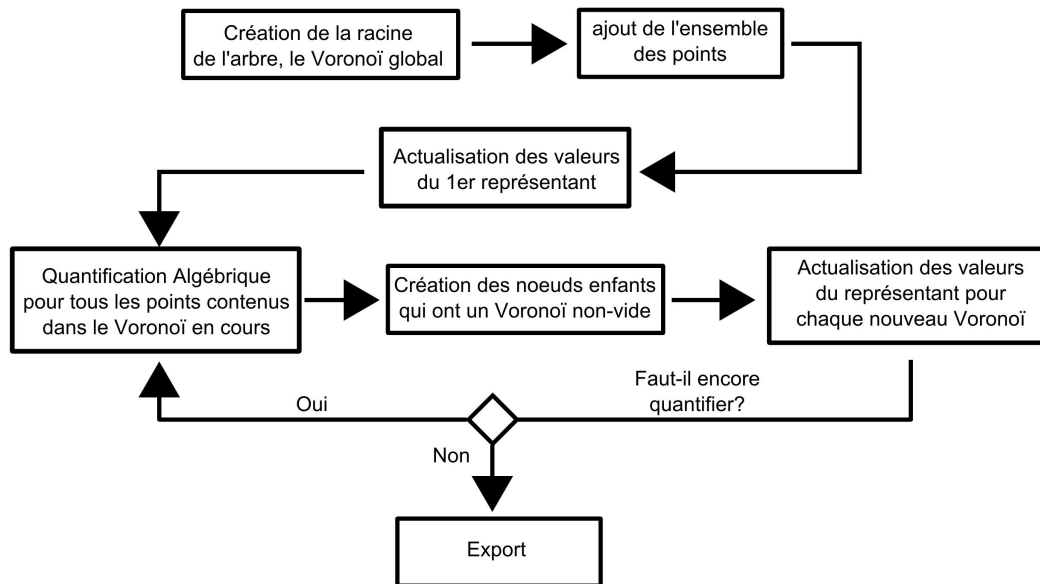 Création de la racine
de l'arbre, le Voronoï global
ajout de l'ensemble
des points
Actualisation des valeurs
du 1er représentant
Quantification Algébrique
pour tous les points contenus
dans le Voronoï en cours
Création des noeuds enfants
qui ont un Voronoï non-vide
Actualisation des valeurs
du représentant pour
chaque nouveau Voronoï
Faut-il encore
quantifier?
Oui
Non
Export